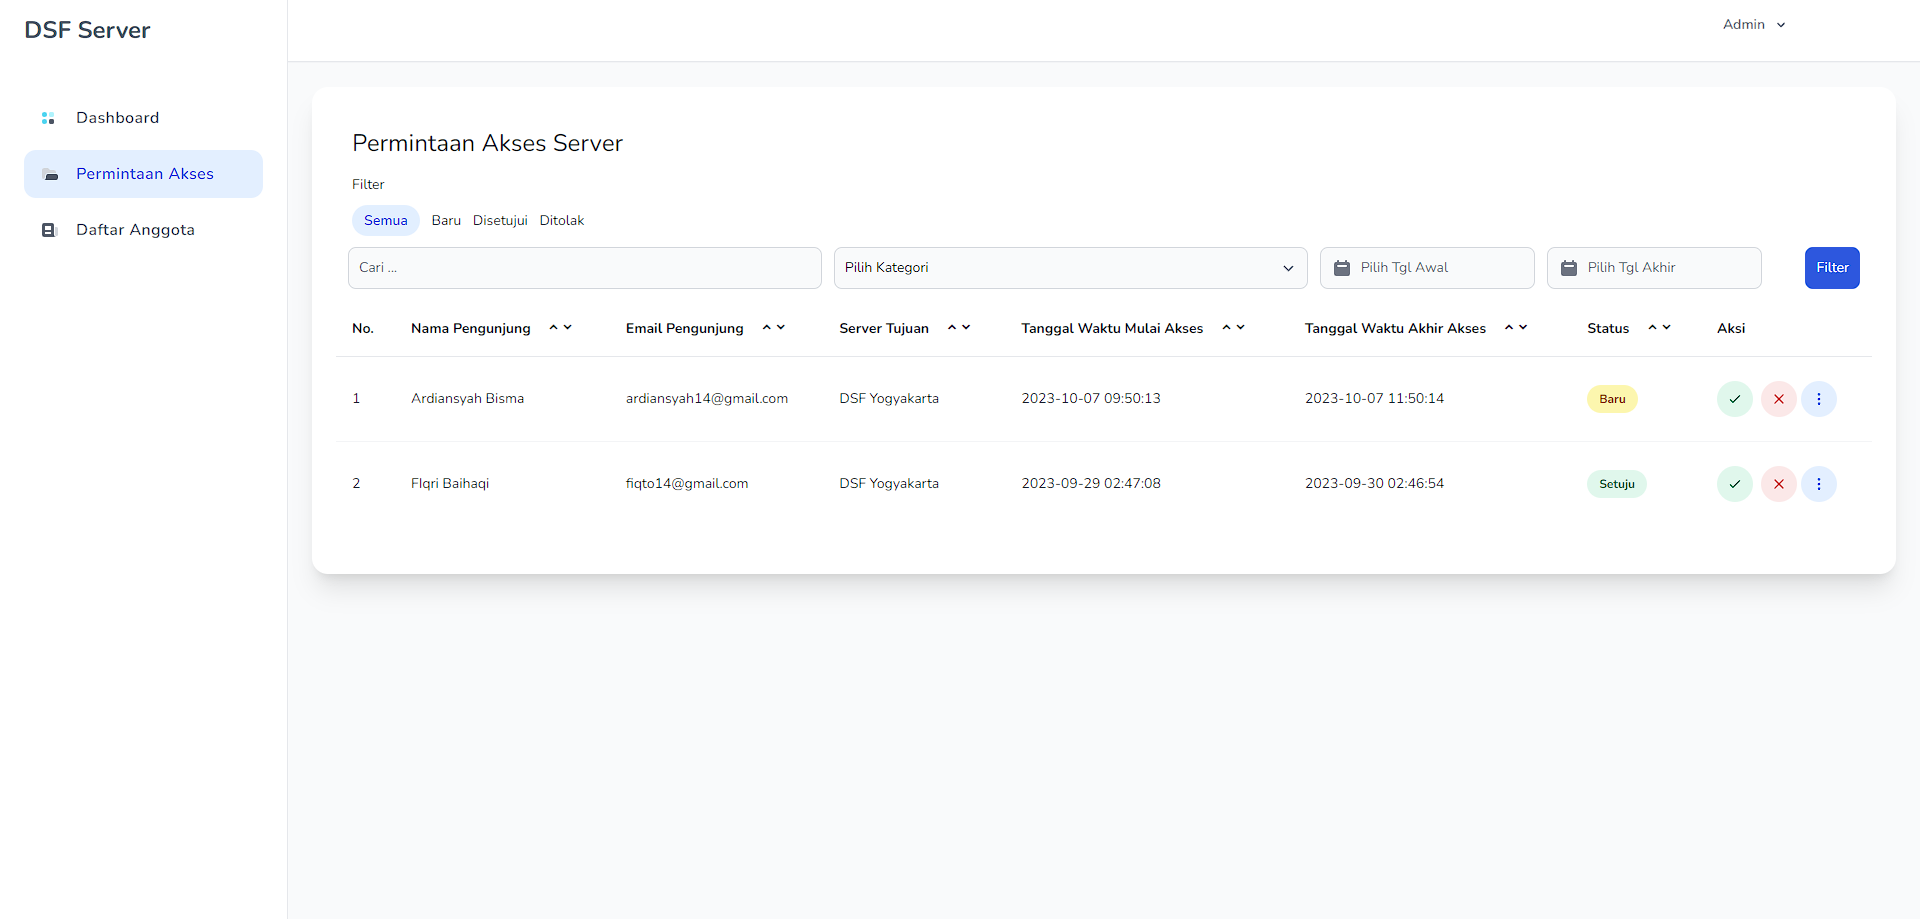 DSF Server
Admin
Dashboard
Permintaan Akses
Daftar Anggota
Permintaan Akses Server
Filter
Semua Baru Disetujui Ditolak
Cari ... Pilih Kategori Pilih Tgl Awal Pilih Tgl Akhir Filter
No. Nama Pengunjung Email Pengunjung Server Tujuan Tanggal Waktu Mulai Akses Tanggal Waktu Akhir Akses Status Aksi
1 Ardiansyah Bisma ardiansyah14@gmail.com DSF Yogyakarta 2023-10-07 09:50:13 2023-10-07 11:50:14 Baru
2 FIqri Baihaqi fiqto14@gmail.com DSF Yogyakarta 2023-09-29 02:47:08 2023-09-30 02:46:54 Setuju